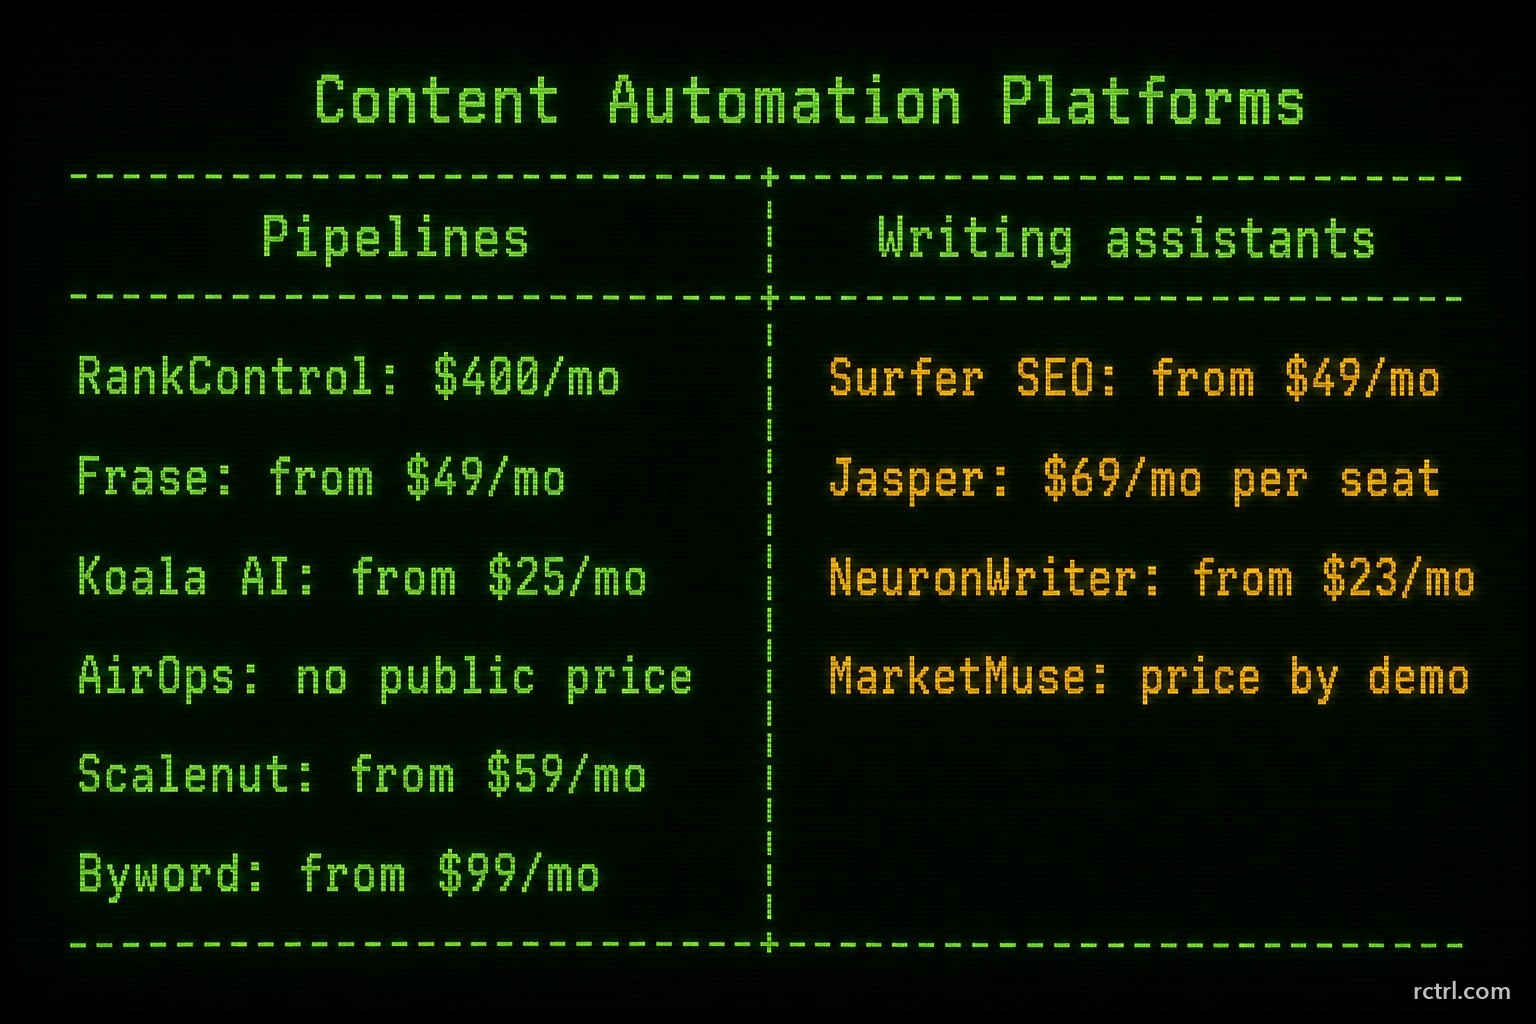 Content Automation Platforms
Pipelines
RankControl: $400/mo
Frase: from $49/mo
Koala AI: from $25/mo
AirOps: no public price
Scalenut: from $59/mo
Byword: from $99/mo
Writing assistants
Surfer SEO: from $49/mo
Jasper: $69/mo per seat
NeuronWriter: from $23/mo
MarketMuse: price by demo
rctrl.com